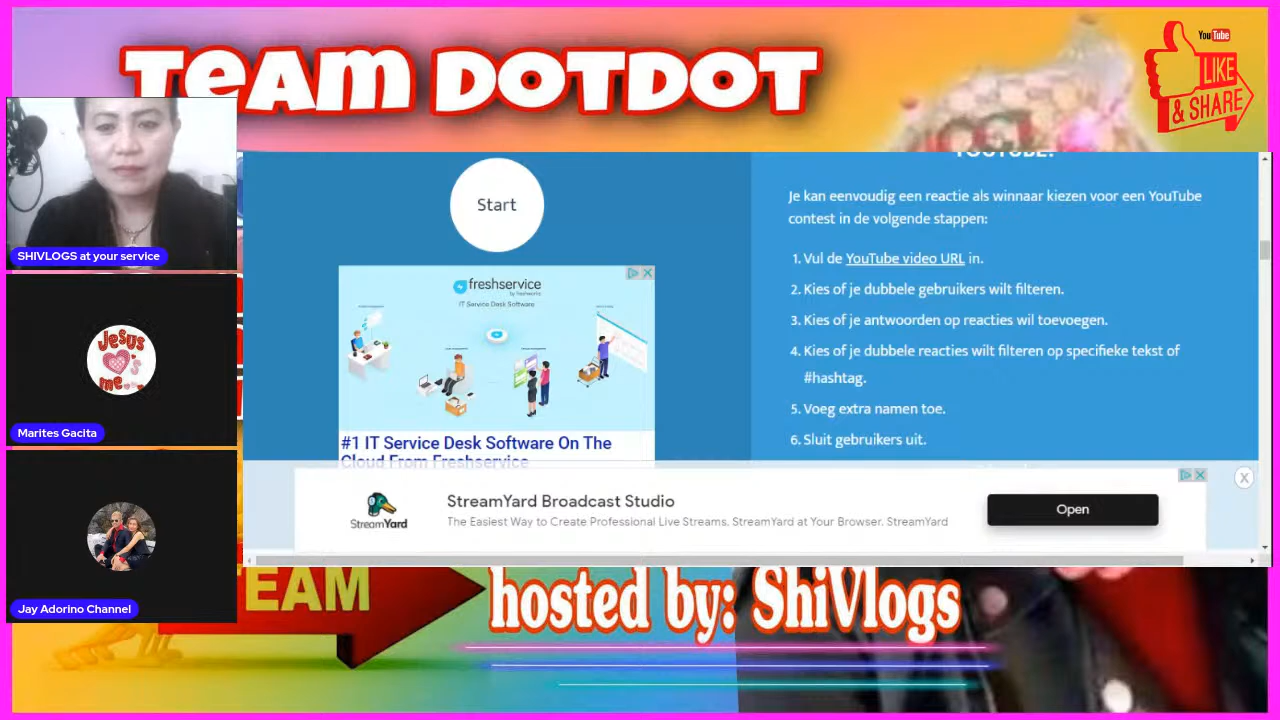 TeAm DOTDOT
YouTube
LIKE
& SHARE
SHIVLOGS at your service
Jesus
me
Marites Gacita
Jay Adorino Channel
Start
freshservice
by freshworks
IT Service Desk Software
#1 IT Service Desk Software On The
Cloud From Freshservice
YOUTUBE:
Je kan eenvoudig een reactie als winnaar kiezen voor een YouTube
contest in de volgende stappen:
1. Vul de YouTube video URL in.
2. Kies of je dubbele gebruikers wilt filteren.
3. Kies of je antwoorden op reacties wil toevoegen.
4. Kies of je dubbele reacties wilt filteren op specifieke tekst of
#hashtag.
5. Voeg extra namen toe.
6. Sluit gebruikers uit.
StreamYard
StreamYard Broadcast Studio
The Easiest Way to Create Professional Live Streams. StreamYard at Your Browser. StreamYard
Open
TEAM
hosted by: ShiVlogs